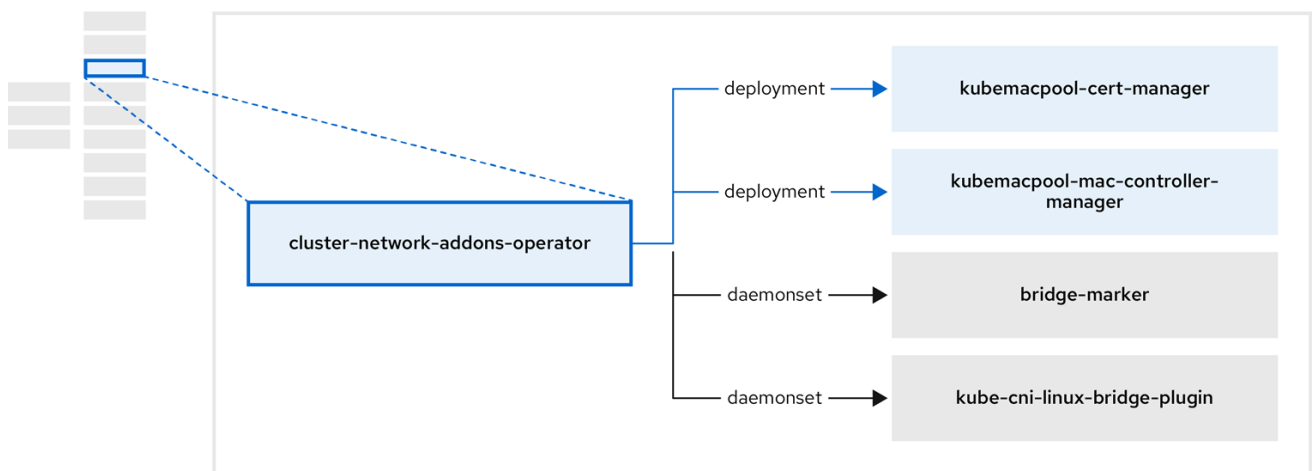 deployment
kubemacpool-cert-manager
deployment
kubemacpool-mac-controller-
manager
cluster-network-addons-operator
daemonset
bridge-marker
daemonset
kube-cni-linux-bridge-plugin